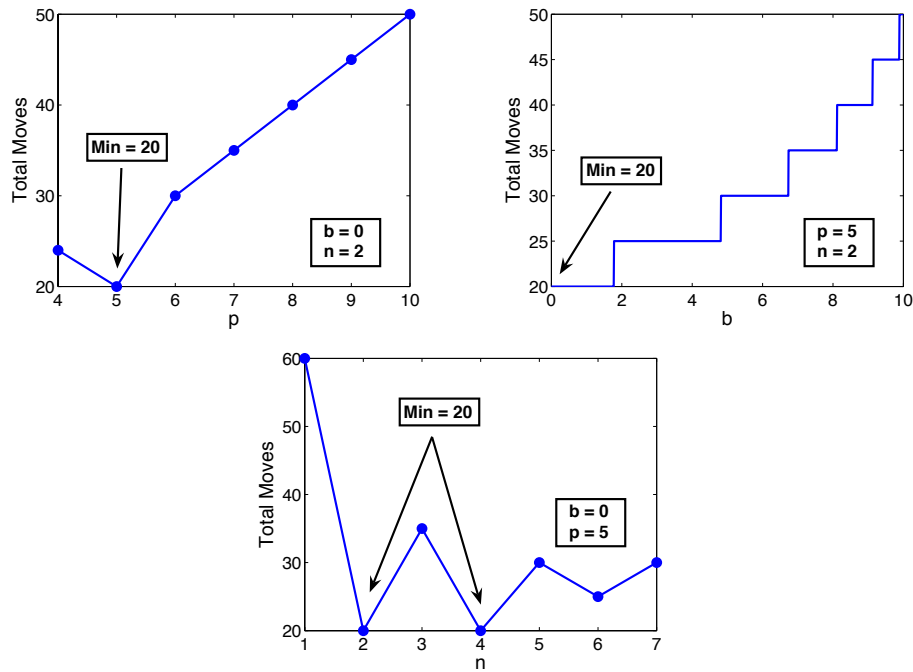 50
40
30
20
Total Moves
Min = 20
b = 0
n = 2
4 5 6 7 8 9 10
p
50
45
40
35
30
25
20
Total Moves
Min = 20
p = 5
n = 2
0 2 4 6 8 10
b
60
50
40
30
20
Total Moves
Min = 20
b = 0
p = 5
1 2 3 4 5 6 7
n